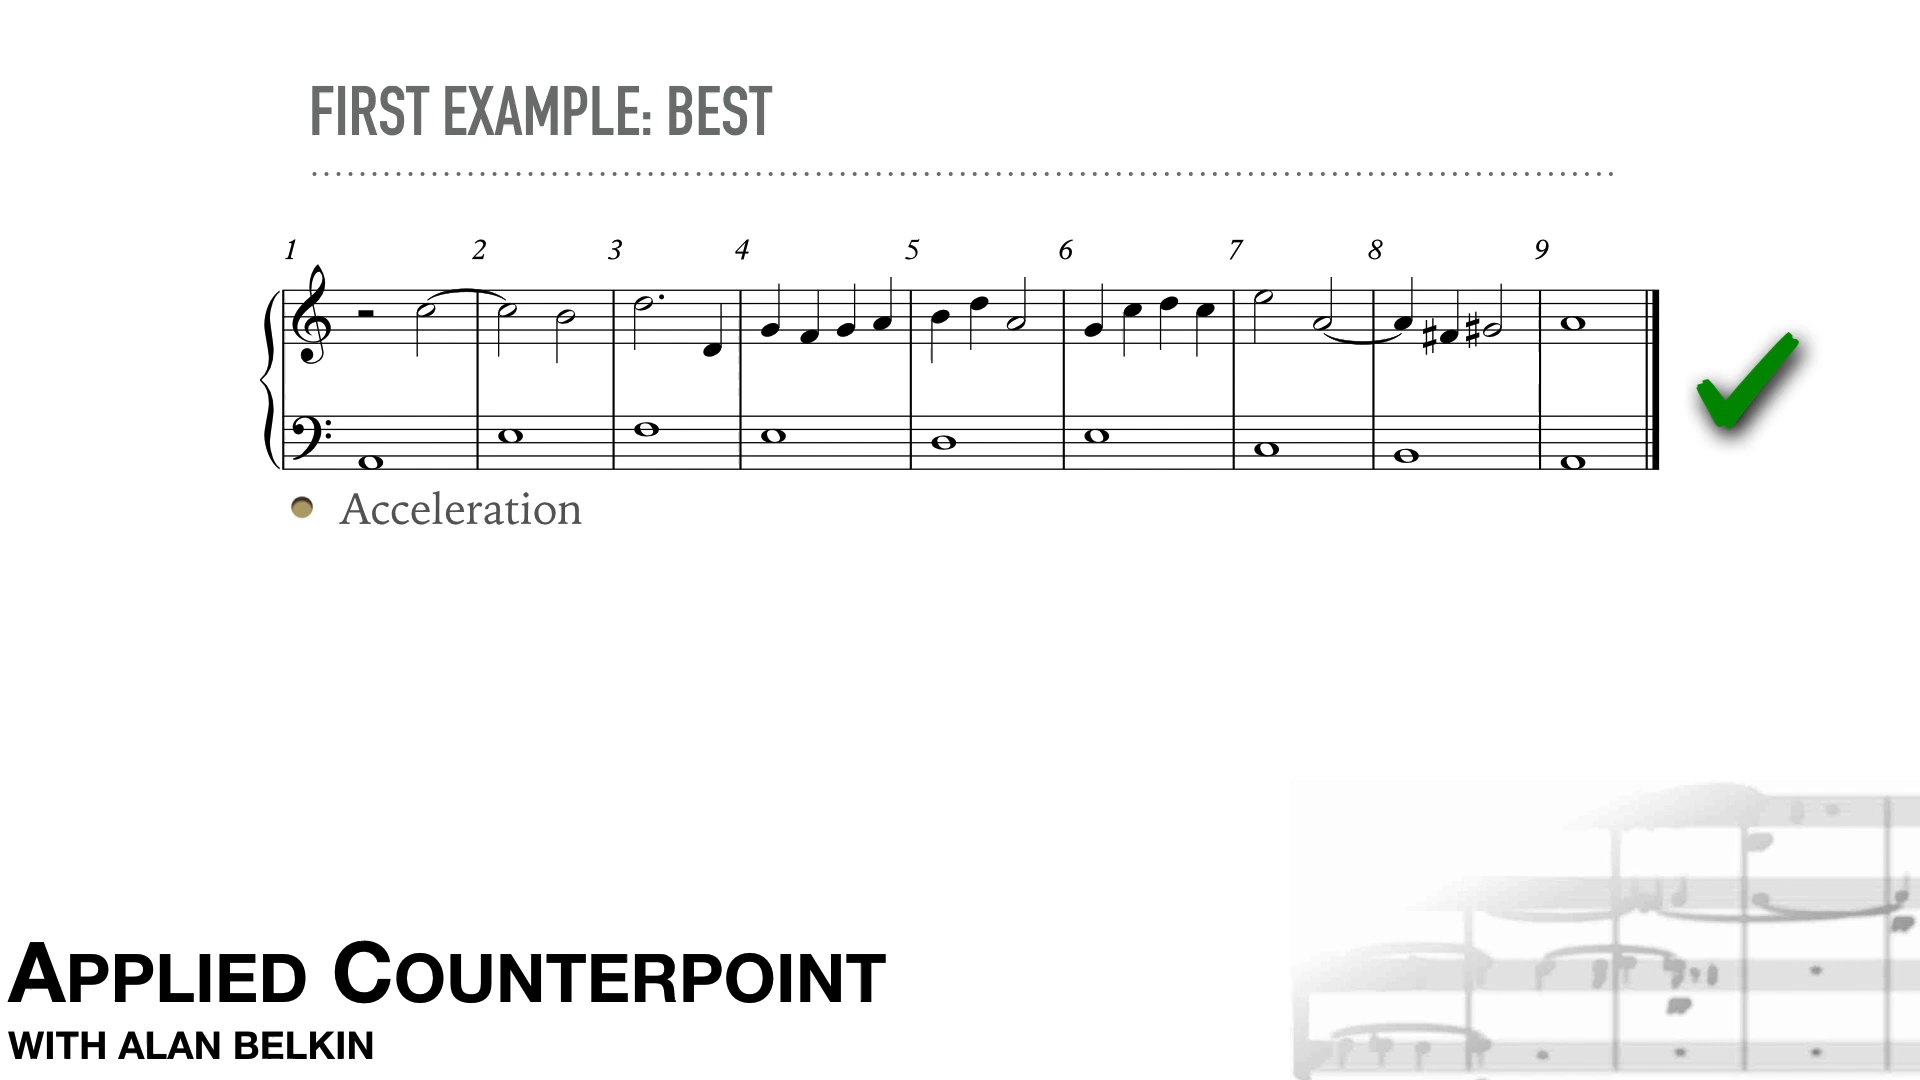 FIRST EXAMPLE: BEST
1 2 3 4 5 6 7 8 9
Acceleration
APPLIED COUNTERPOINT
WITH ALAN BELKIN